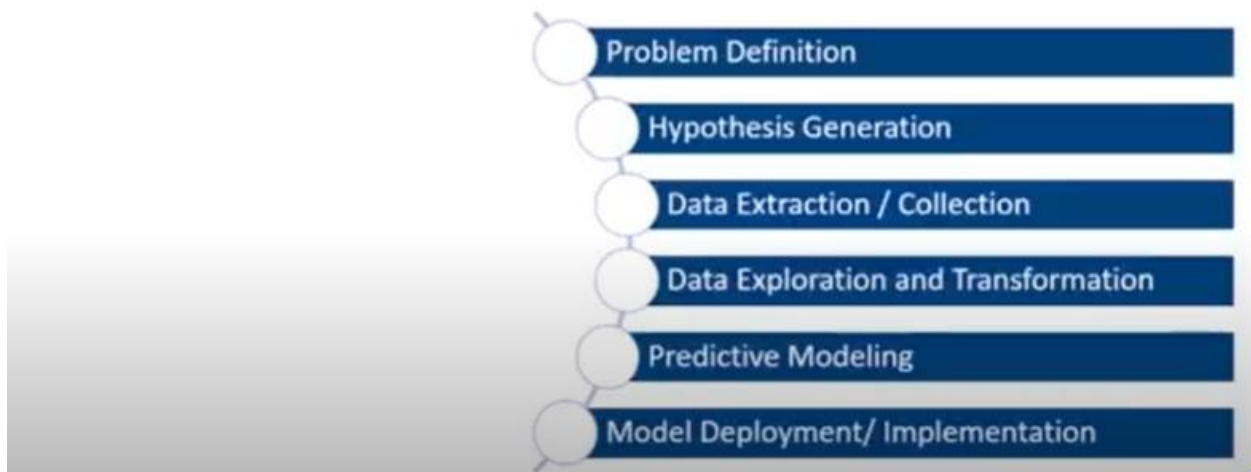 Problem Definition
Hypothesis Generation
Data Extraction / Collection
Data Exploration and Transformation
Predictive Modeling
Model Deployment/ Implementation